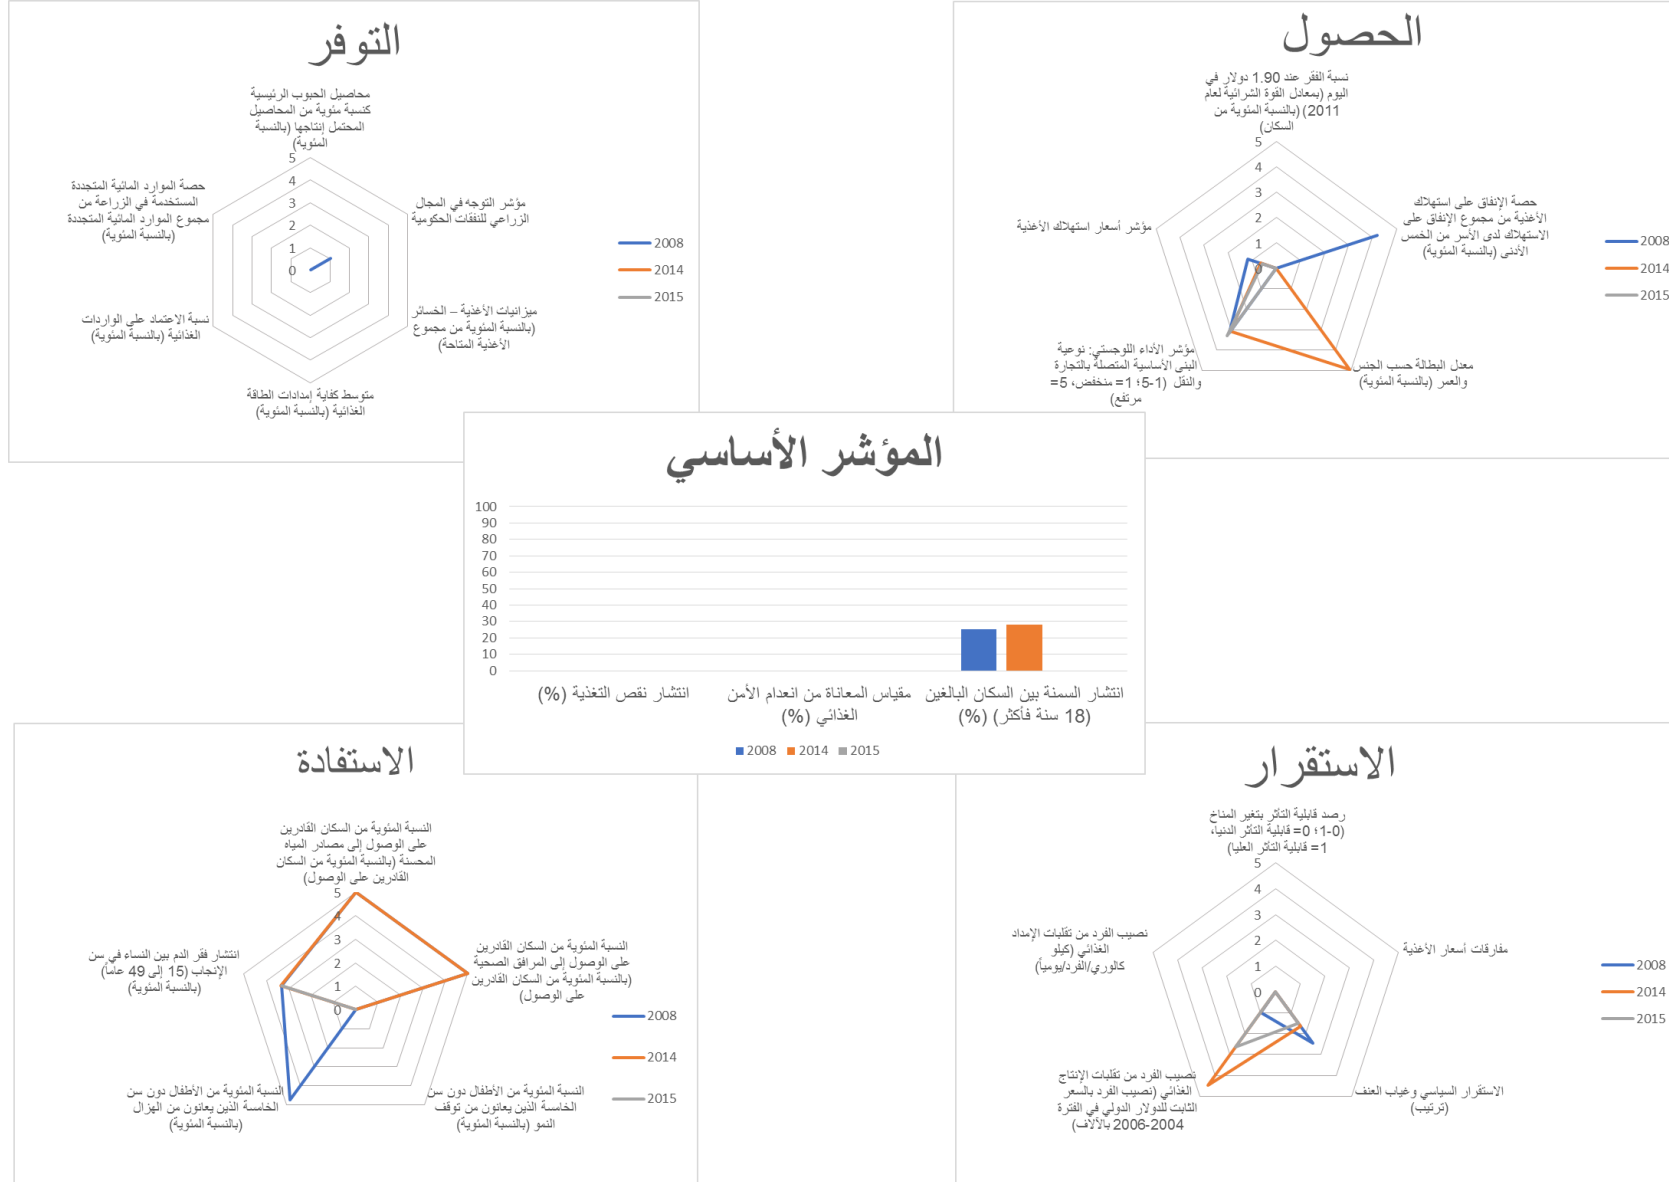 التوفر
محاصيل الحبوب الرئيسية
كنسبة مئوية من المحاصيل
المحتمل إنتاجها (بالنسبة
المئوية)
مؤشر التوجه في المجال
الزراعي للنفقات الحكومية
ميزانيات الأغذية – الخسائر
(بالنسبة المئوية من مجموع
الأغذية المتاحة)
متوسط كفاية إمدادات الطاقة
الغذائية (بالنسبة المئوية)
نسبة الاعتماد على الواردات
الغذائية (بالنسبة المئوية)
حصة الموارد المائية المتجددة
المستخدمة في الزراعة من
مجموع الموارد المائية المتجددة
(بالنسبة المئوية)
5
4
3
2
1
0
2008
2014
2015
الحصول
نسبة الفقر عند 1.90 دولار في
اليوم (بمعادل القوة الشرائية لعام
2011) (بالنسبة المئوية من
السكان)
حصة الإنفاق على استهلاك
الأغذية من مجموع الإنفاق على
الاستهلاك لدى الأسر من الخمس
الأدنى (بالنسبة المئوية)
معدل البطالة حسب الجنس
والعمر (بالنسبة المئوية)
مؤشر الأداء اللوجستي: نوعية
البنى الأساسية المتصلة بالتجارة
والنقل (1-5؛ 1= منخفض، 5=
مرتفع)
مؤشر أسعار استهلاك الأغذية
5
4
3
2
1
0
2008
2014
2015
المؤشر الأساسي
100
90
80
70
60
50
40
30
20
10
0
انتشار نقص التغذية (%)
مقياس المعاناة من انعدام الأمن
الغذائي (%)
انتشار السمنة بين السكان البالغين
(18 سنة فأكثر) (%)
2008 2014 2015
الاستفادة
النسبة المئوية من السكان القادرين
على الوصول إلى مصادر المياه
المحسنة (بالنسبة المئوية من السكان
القادرين على الوصول)
النسبة المئوية من السكان القادرين
على الوصول إلى المرافق الصحية
(بالنسبة المئوية من السكان القادرين
على الوصول)
النسبة المئوية من الأطفال دون سن
الخامسة الذين يعانون من توقف
النمو (بالنسبة المئوية)
النسبة المئوية من الأطفال دون سن
الخامسة الذين يعانون من الهزال
(بالنسبة المئوية)
انتشار فقر الدم بين النساء في سن
الإنجاب (15 إلى 49 عاماً)
(بالنسبة المئوية)
5
4
3
2
1
0
2008
2014
2015
الاستقرار
رصد قابلية التأثر بتغير المناخ
(0-1؛ 0= قابلية التأثر الدنيا،
1= قابلية التأثر العليا)
مفارقات أسعار الأغذية
الاستقرار السياسي وغياب العنف
(ترتيب)
نصيب الفرد من تقلبات الإنتاج
الغذائي (نصيب الفرد بالسعر
الثابت للدولار الدولي في الفترة
2004-2006 بالآلاف)
نصيب الفرد من تقلبات الإمداد
الغذائي (كيلو
كالوري/الفرد/يومياً)
5
4
3
2
1
0
2008
2014
2015